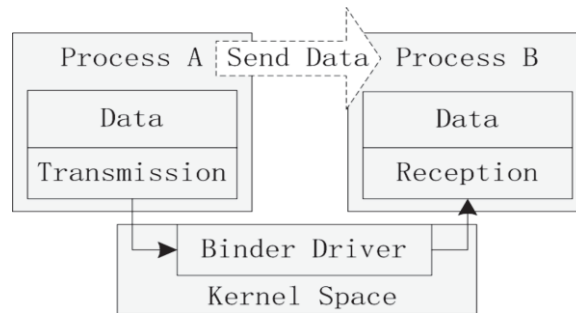 Process A
Send Data
Process B
Data
Data
Transmission
Reception
Binder Driver
Kernel Space